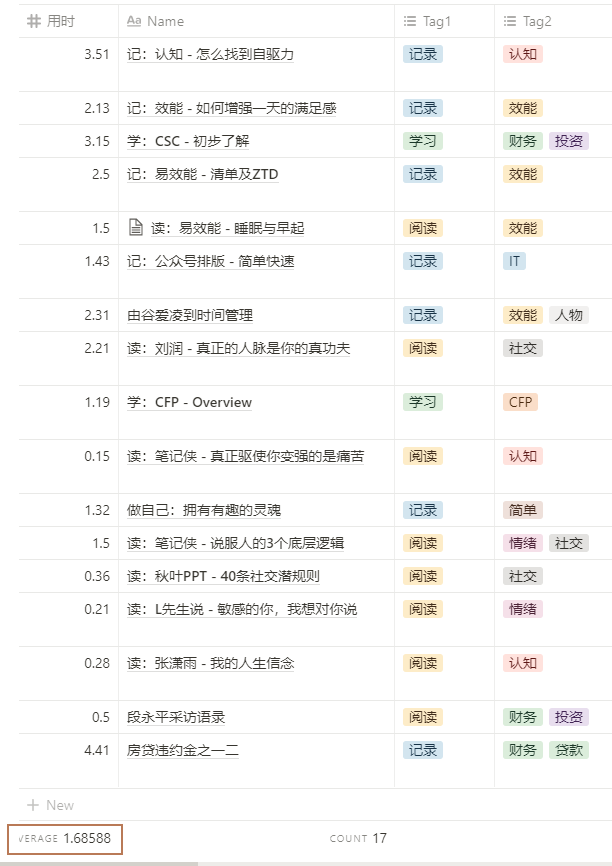 用时 Aa Name Tag1 Tag2
3.51 记：认知 - 怎么找到自驱力 记录 认知
2.13 记：效能 - 如何增强一天的满足感 记录 效能
3.15 学：CSC - 初步了解 学习 财务 投资
2.5 记：易效能 - 清单及ZTD 记录 效能
1.5 读：易效能 - 睡眠与早起 阅读 效能
1.43 记：公众号排版 - 简单快速 记录 IT
2.31 由谷爱凌到时间管理 记录 效能 人物
2.21 读：刘润 - 真正的人脉是你的真功夫 阅读 社交
1.19 学：CFP - Overview 学习 CFP
0.15 读：笔记侠 - 真正驱使你变强的是痛苦 阅读 认知
1.32 做自己：拥有有趣的灵魂 记录 简单
1.5 读：笔记侠 - 说服人的3个底层逻辑 阅读 情绪 社交
0.36 读：秋叶PPT - 40条社交潜规则 阅读 社交
0.21 读：L先生说 - 敏感的你，我想对你说 阅读 情绪
0.28 读：张潇雨 - 我的人生信念 阅读 认知
0.5 段永平采访语录 阅读 财务 投资
4.41 房贷违约金之一二 记录 财务 贷款
+ New
VERAGE 1.68588 COUNT 17